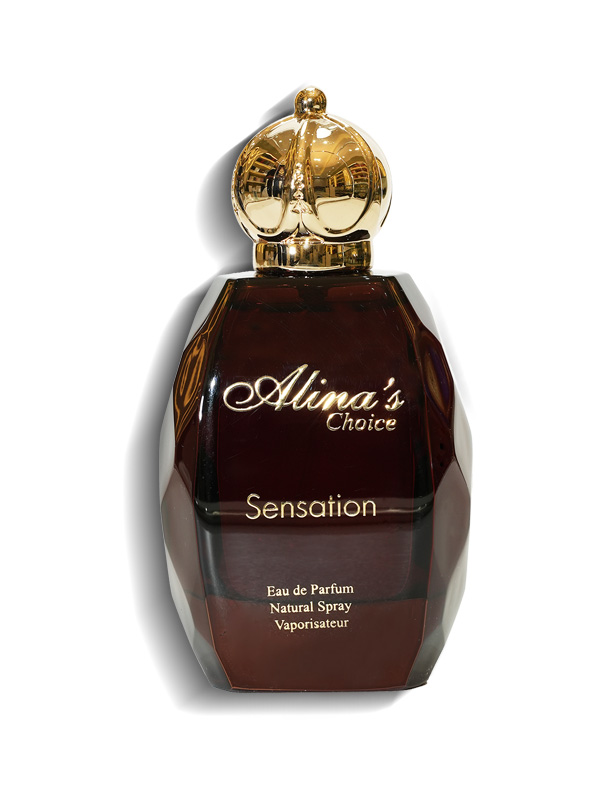 Alina's
Choice
Sensation
Eau de Parfum
Natural Spray
Vaporisateur